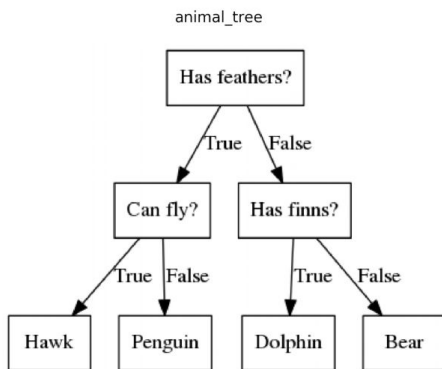 animal_tree
Has feathers?
True False
Can fly? Has finns?
True False True False
Hawk Penguin Dolphin Bear